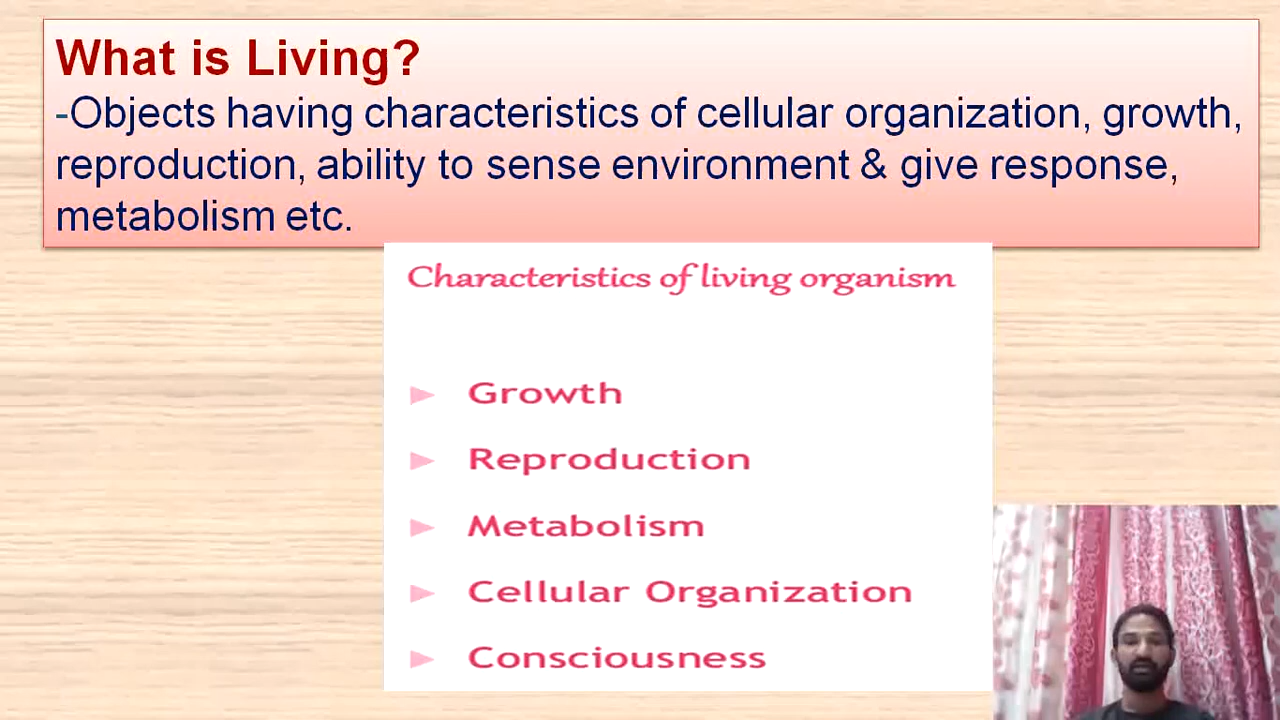 What is Living?
-Objects having characteristics of cellular organization, growth,
reproduction, ability to sense environment & give response,
metabolism etc.
Characteristics of living organism
► Growth
► Reproduction
► Metabolism
► Cellular Organization
► Consciousness